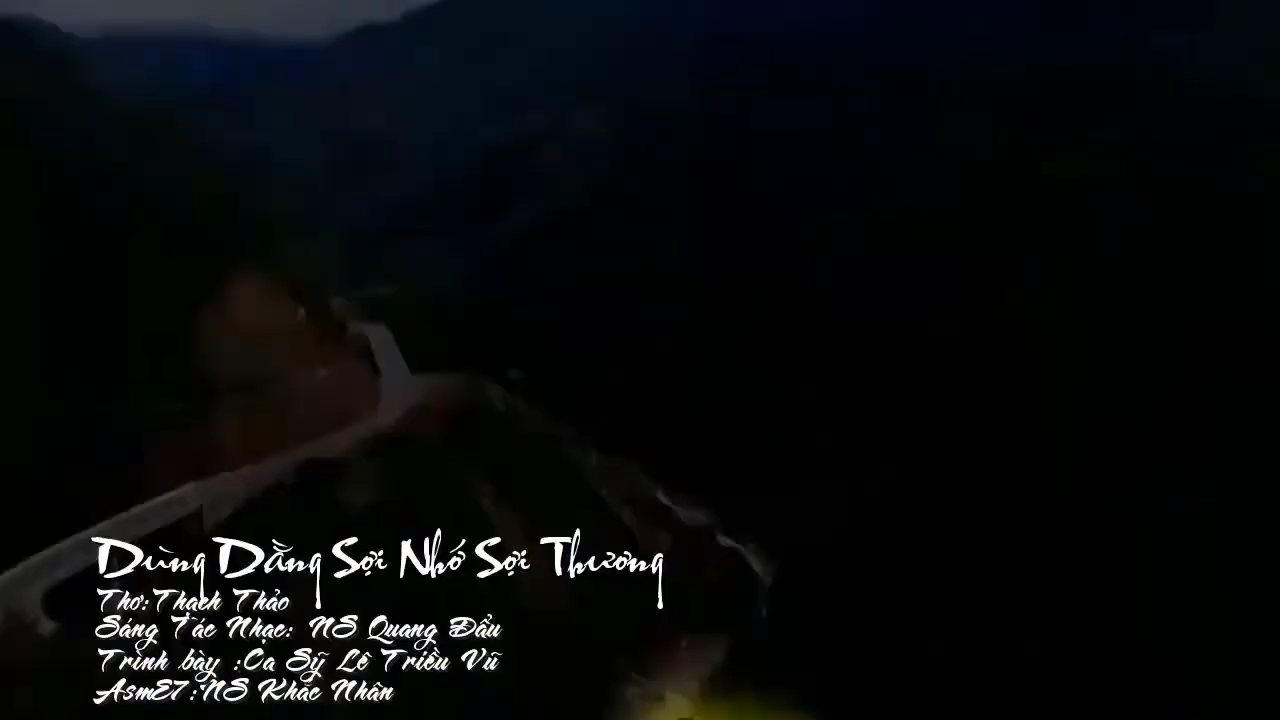 Dùng Dằng Sợi Nhớ Sợi Thương
Thơ: Thạch Thảo
Sáng Tác Nhạc: NS Quang Đẩu
Trình bày :Ca Sỹ Lê Triều Vũ
AsmE7:NS Khắc Nhân